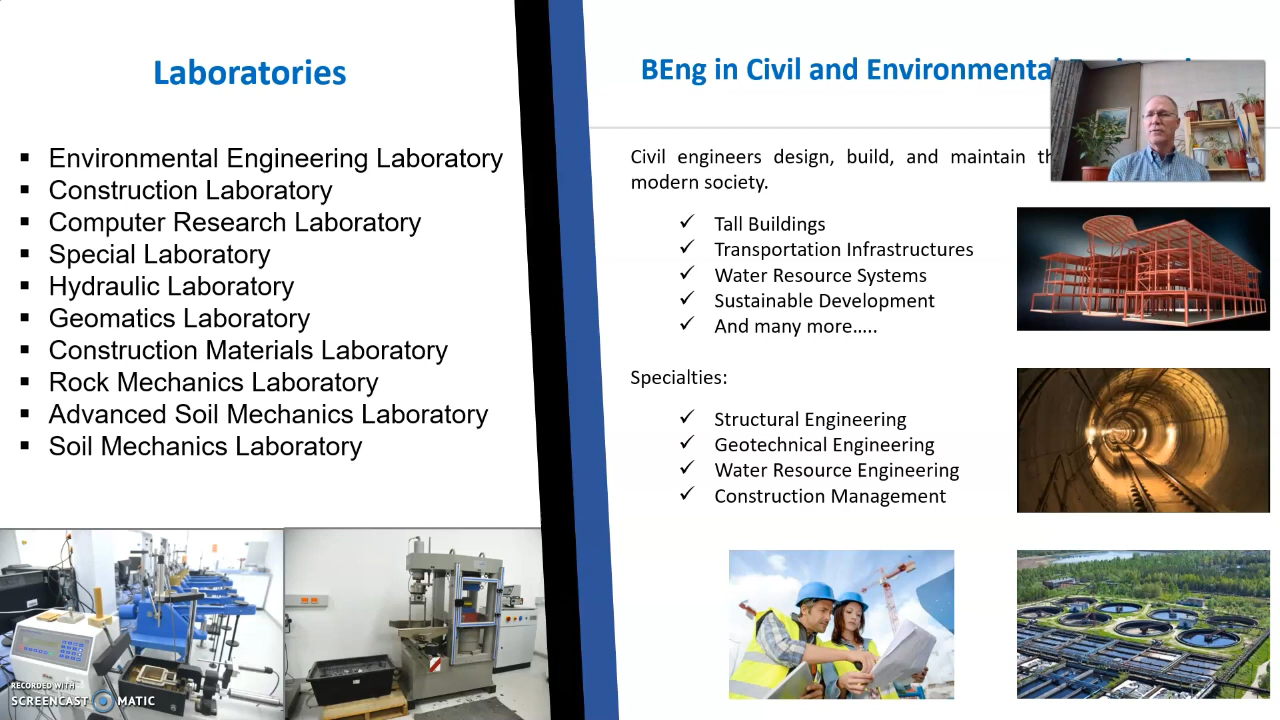 Laboratories
▪ Environmental Engineering Laboratory
▪ Construction Laboratory
▪ Computer Research Laboratory
▪ Special Laboratory
▪ Hydraulic Laboratory
▪ Geomatics Laboratory
▪ Construction Materials Laboratory
▪ Rock Mechanics Laboratory
▪ Advanced Soil Mechanics Laboratory
▪ Soil Mechanics Laboratory
RECORDED WITH
SCREENCAST MATIC
BEng in Civil and Environmental
Civil engineers design, build, and maintain
modern society.
✓ Tall Buildings
✓ Transportation Infrastructures
✓ Water Resource Systems
✓ Sustainable Development
✓ And many more…..
Specialties:
✓ Structural Engineering
✓ Geotechnical Engineering
✓ Water Resource Engineering
✓ Construction Management